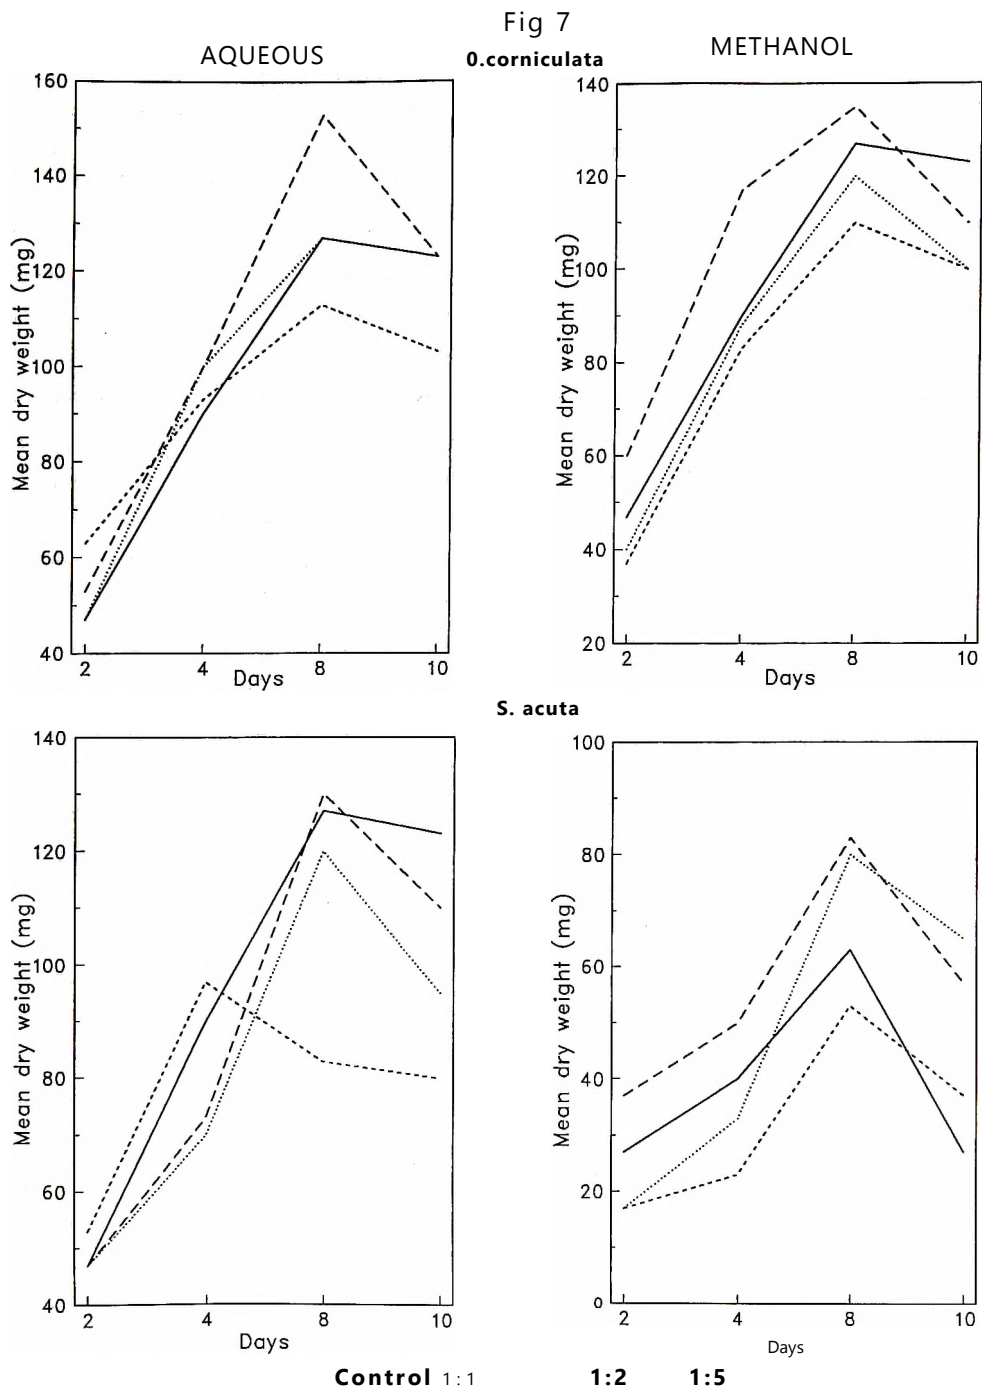 Fig 7
AQUEOUS
0.corniculata
METHANOL
160
140
120
100
80
60
40
Mean dry weight (mg)
2 4 8 10
Days
140
120
100
80
60
40
20
Mean dry weight (mg)
2 4 8 10
Days
S. acuta
140
120
100
80
60
40
Mean dry weight (mg)
2 4 8 10
Days
100
80
60
40
20
0
Mean dry weight (mg)
2 4 8 10
Days
Control 1:1 1:2 1:5